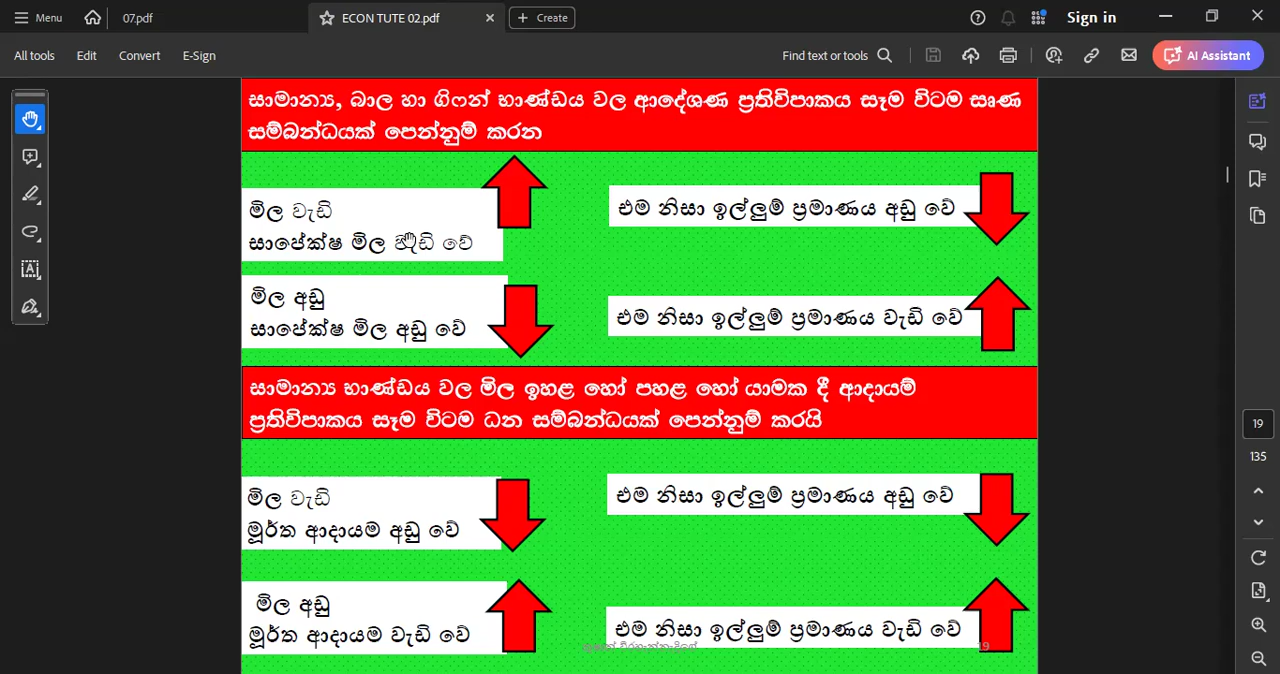 Menu
07.pdf
ECON TUTE 02.pdf
Create
Sign in
All tools
Edit
Convert
E-Sign
Find text or tools
AI Assistant
සාමාන්‍ය, බාල හා ගිෆන් භාණ්ඩය වල ආදේශණ ප්‍රතිවිපාකය සෑම විටම සෘණ
සම්බන්ධයක් පෙන්නුම් කරන
මිල වැඩි
සාපේක්ෂ මිල වැඩි වේ
එම නිසා ඉල්ලුම් ප්‍රමාණය අඩු වේ
මිල අඩු
සාපේක්ෂ මිල අඩු වේ
එම නිසා ඉල්ලුම් ප්‍රමාණය වැඩි වේ
සාමාන්‍ය භාණ්ඩය වල මිල ඉහළ හෝ පහළ හෝ යාමක දී ආදායම්
ප්‍රතිවිපාකය සෑම විටම ධන සම්බන්ධයක් පෙන්නුම් කරයි
මිල වැඩි
මූර්ත ආදායම අඩු වේ
එම නිසා ඉල්ලුම් ප්‍රමාණය අඩු වේ
මිල අඩු
මූර්ත ආදායම වැඩි වේ
එම නිසා ඉල්ලුම් ප්‍රමාණය වැඩි වේ
19
19
135